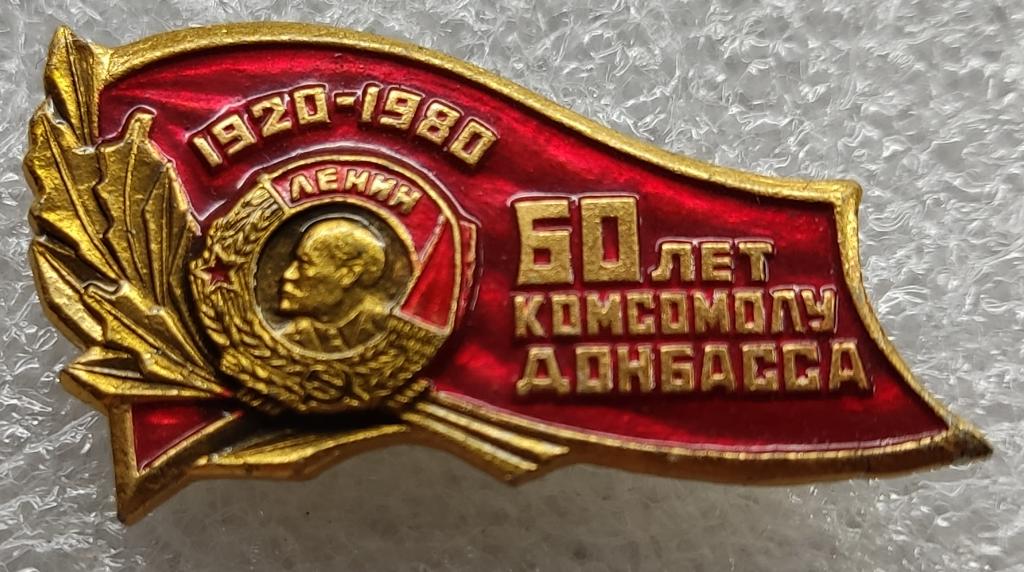 1920-1980
ЛЕНИН
60 ЛЕТ
КОМСОМОЛУ
ДОНБАССА